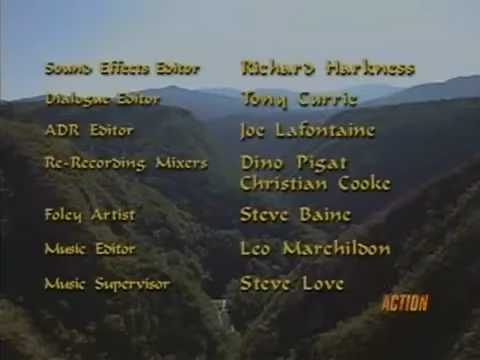 Sound Effects Editor Richard Harkness
Dialogue Editor Tony Currie
ADR Editor Joe Lafontaine
Re-Recording Mixers Dino Pigat
Christian Cooke
Foley Artist Steve Baine
Music Editor Leo Marchildon
Music Supervisor Steve Love
ACTION